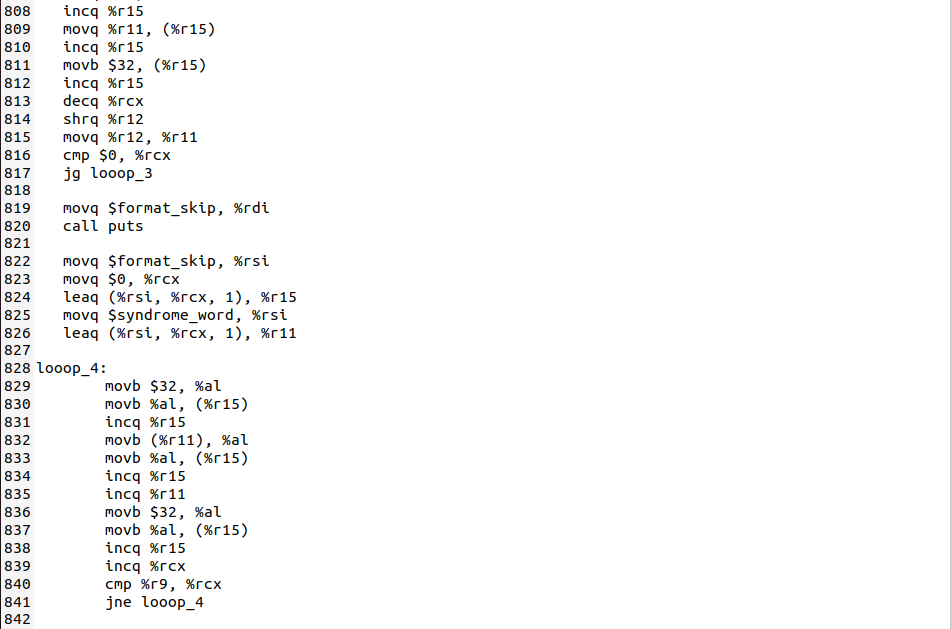 808 incq %r15
809 movq %r11, (%r15)
810 incq %r15
811 movb $32, (%r15)
812 incq %r15
813 decq %rcx
814 shrq %r12
815 movq %r12, %r11
816 cmp $0, %rcx
817 jg looop_3
818
819 movq $format_skip, %rdi
820 call puts
821
822 movq $format_skip, %rsi
823 movq $0, %rcx
824 leaq (%rsi, %rcx, 1), %r15
825 movq $syndrome_word, %rsi
826 leaq (%rsi, %rcx, 1), %r11
827
828 looop_4:
829 movb $32, %al
830 movb %al, (%r15)
831 incq %r15
832 movb (%r11), %al
833 movb %al, (%r15)
834 incq %r15
835 incq %r11
836 movb $32, %al
837 movb %al, (%r15)
838 incq %r15
839 incq %rcx
840 cmp %r9, %rcx
841 jne looop_4
842